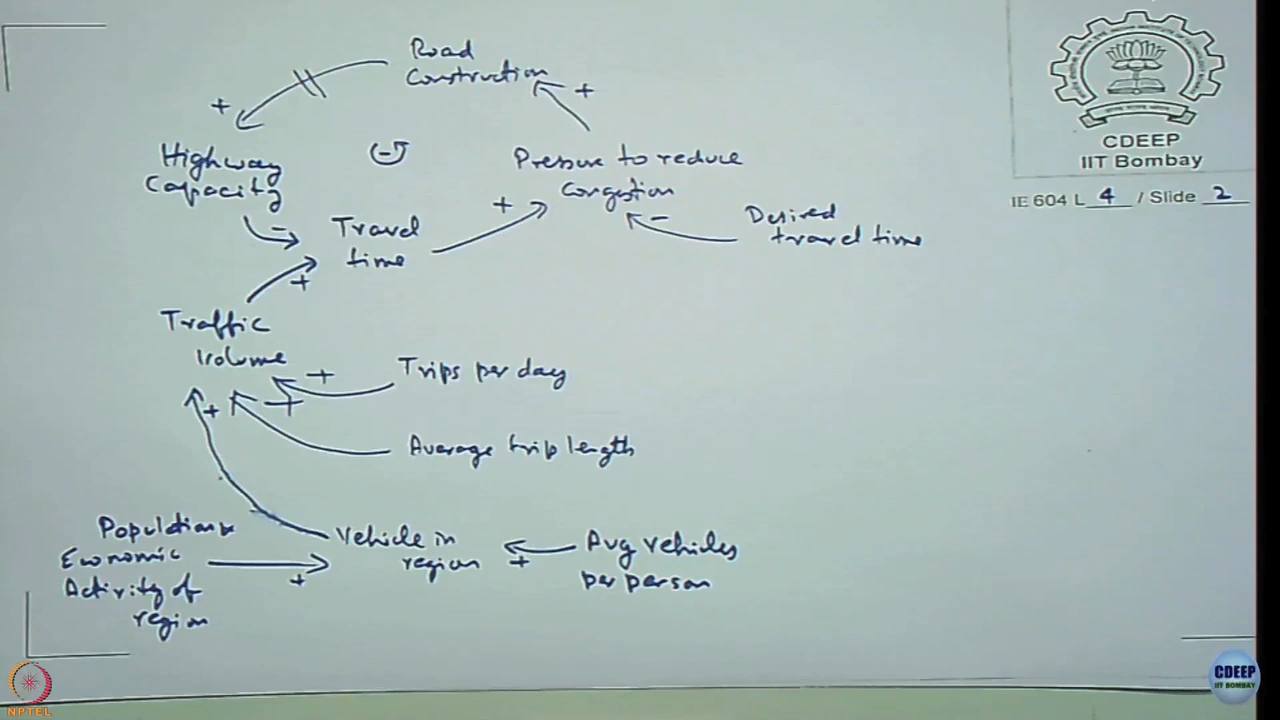 Road
Construction
+
+
Highway
Capacity
-
Pressure to reduce
Congestion
CDEEP
IIT Bombay
IE 604 L 4 / Slide 2
-
Travel
time
+
-
Desired
travel time
+
Traffic
Volume
+
Trips per day
+
+
Average trip length
Population &
Economic
Activity of
region
+
Vehicle in
region
+
Avg vehicles
per person
NPTEL
CDEEP
IIT BOMBAY